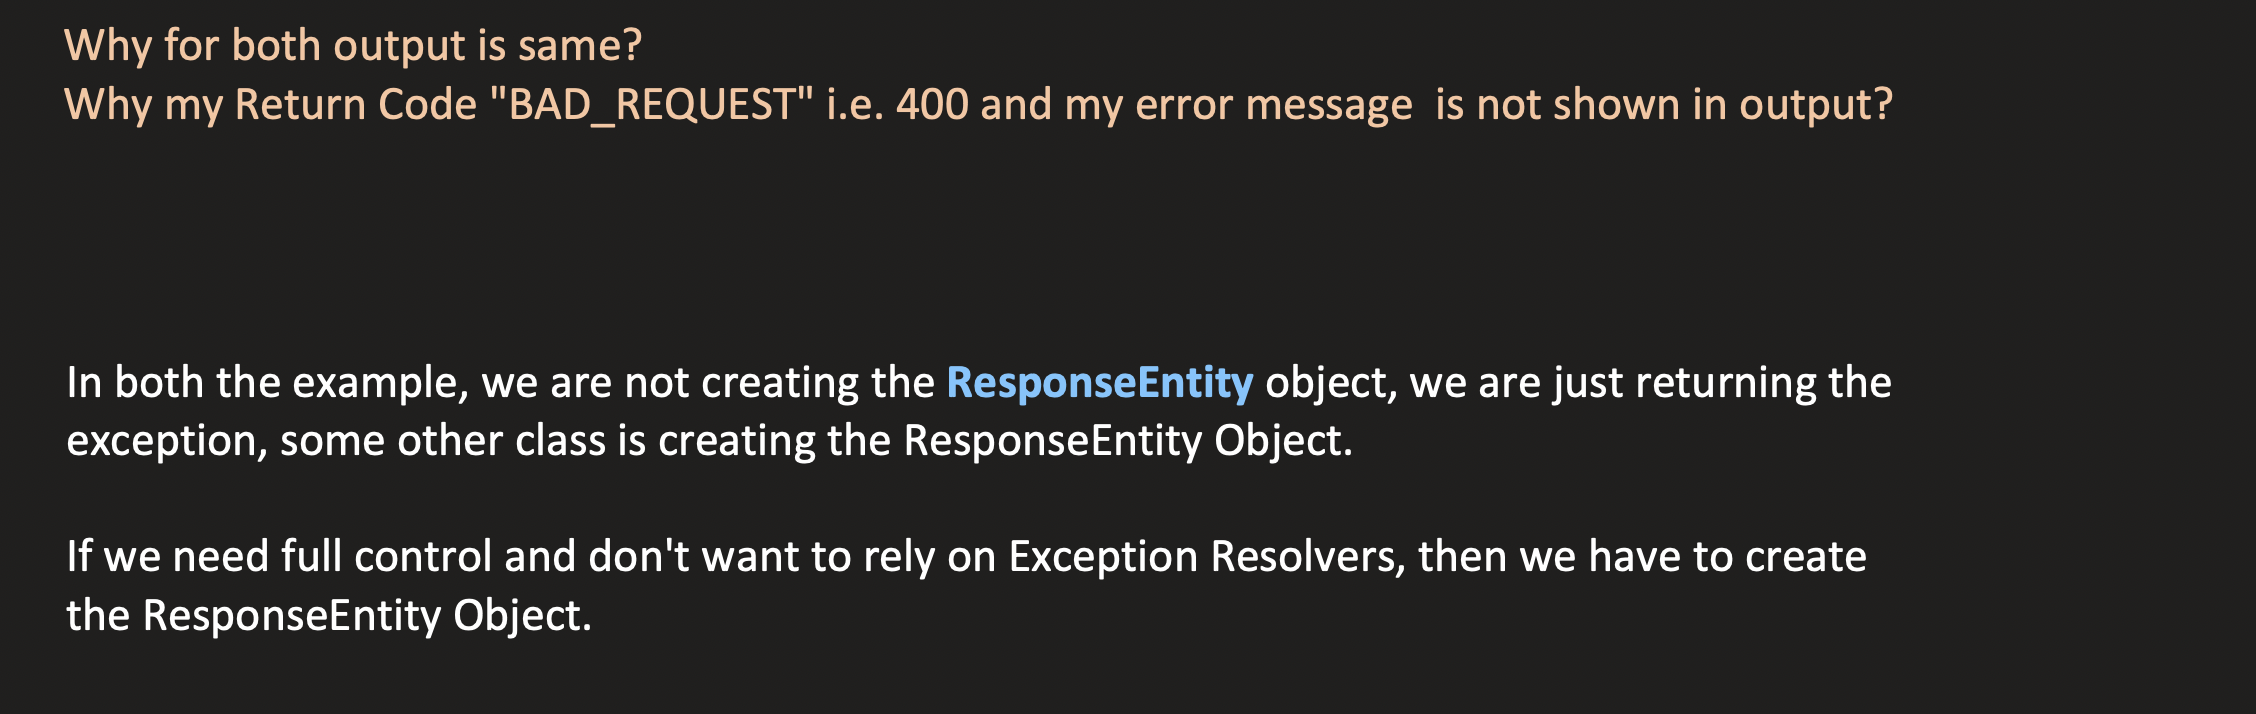 Why for both output is same?
Why my Return Code "BAD_REQUEST" i.e. 400 and my error message  is not shown in output?
In both the example, we are not creating the ResponseEntity object, we are just returning the
exception, some other class is creating the ResponseEntity Object.
If we need full control and don't want to rely on Exception Resolvers, then we have to create
the ResponseEntity Object.